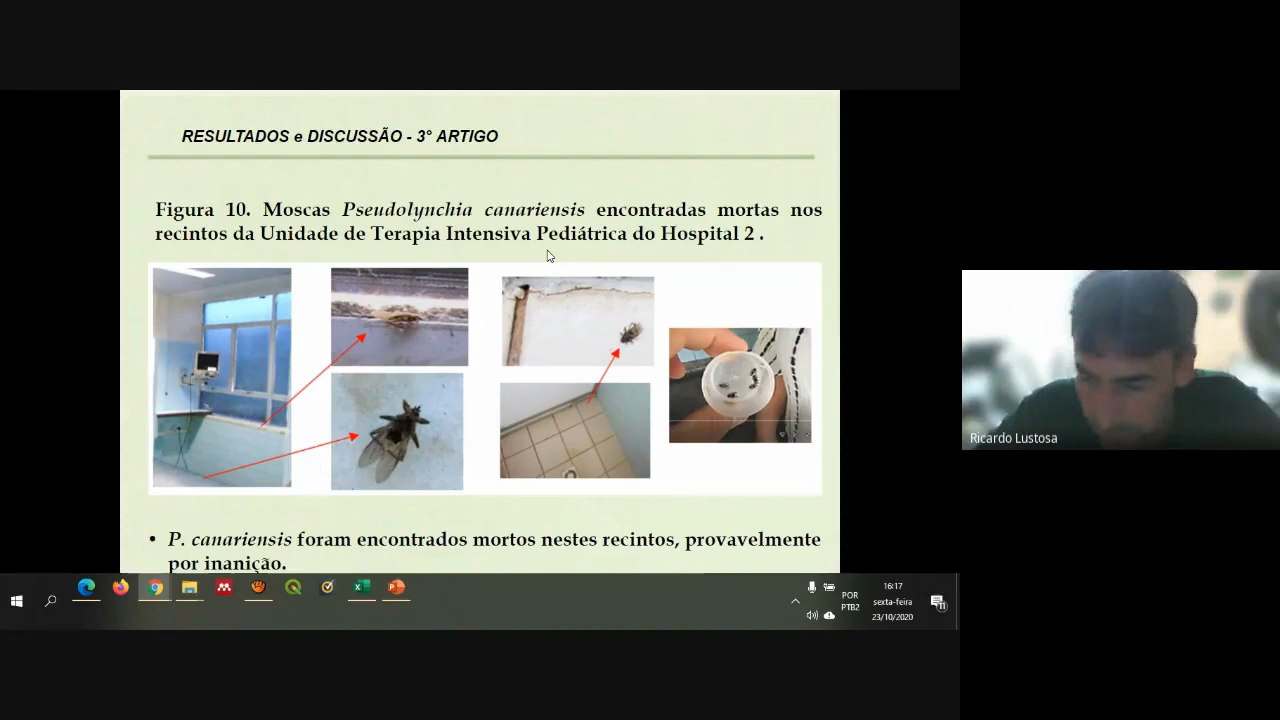 RESULTADOS e DISCUSSÃO - 3° ARTIGO
Figura 10. Moscas Pseudolynchia canariensis encontradas mortas nos
recintos da Unidade de Terapia Intensiva Pediátrica do Hospital 2 .
• P. canariensis foram encontrados mortos nestes recintos, provavelmente
por inanição.
Ricardo Lustosa
POR
PTB2
16:17
sexta-feira
23/10/2020
11